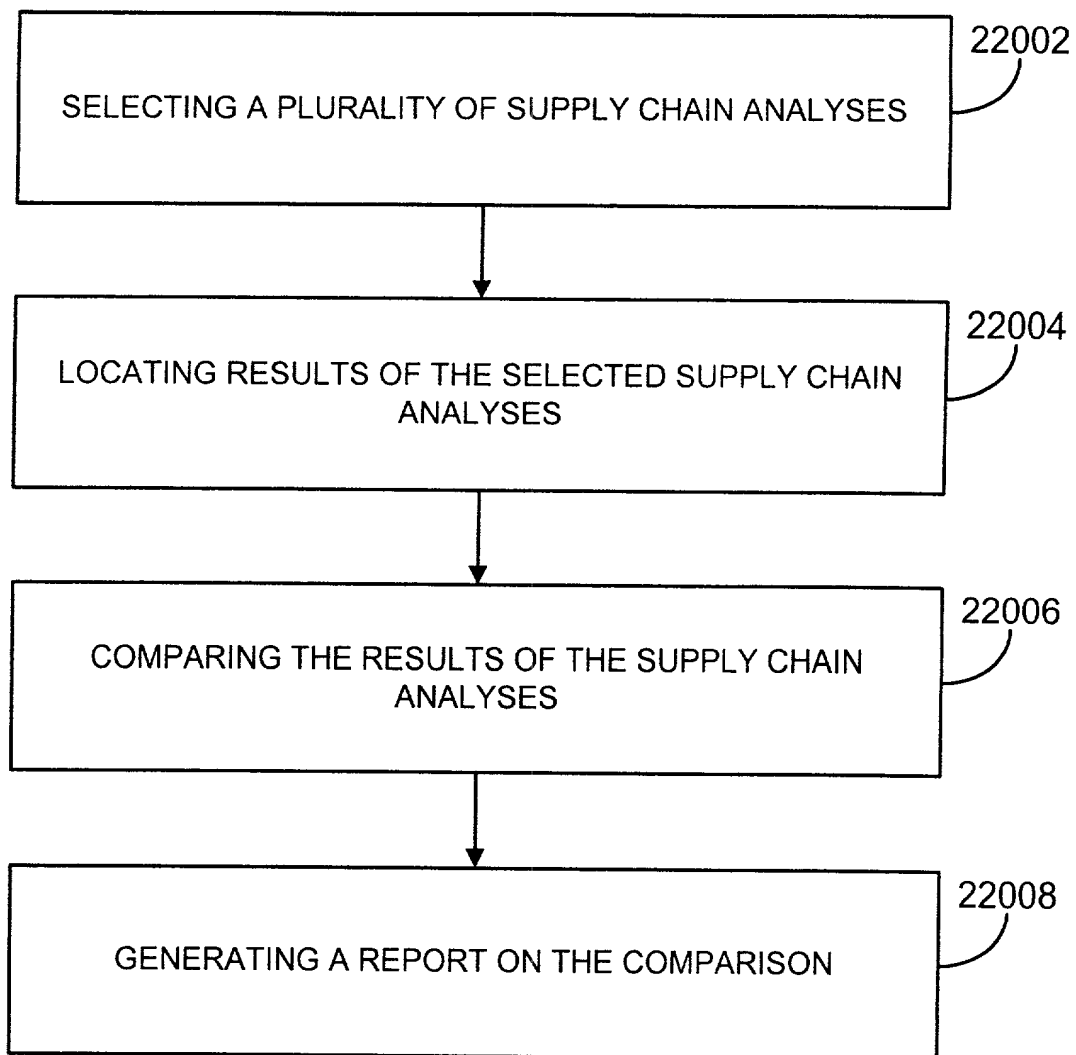 22002
SELECTING A PLURALITY OF SUPPLY CHAIN ANALYSES
22004
LOCATING RESULTS OF THE SELECTED SUPPLY CHAIN
ANALYSES
22006
COMPARING THE RESULTS OF THE SUPPLY CHAIN
ANALYSES
22008
GENERATING A REPORT ON THE COMPARISON